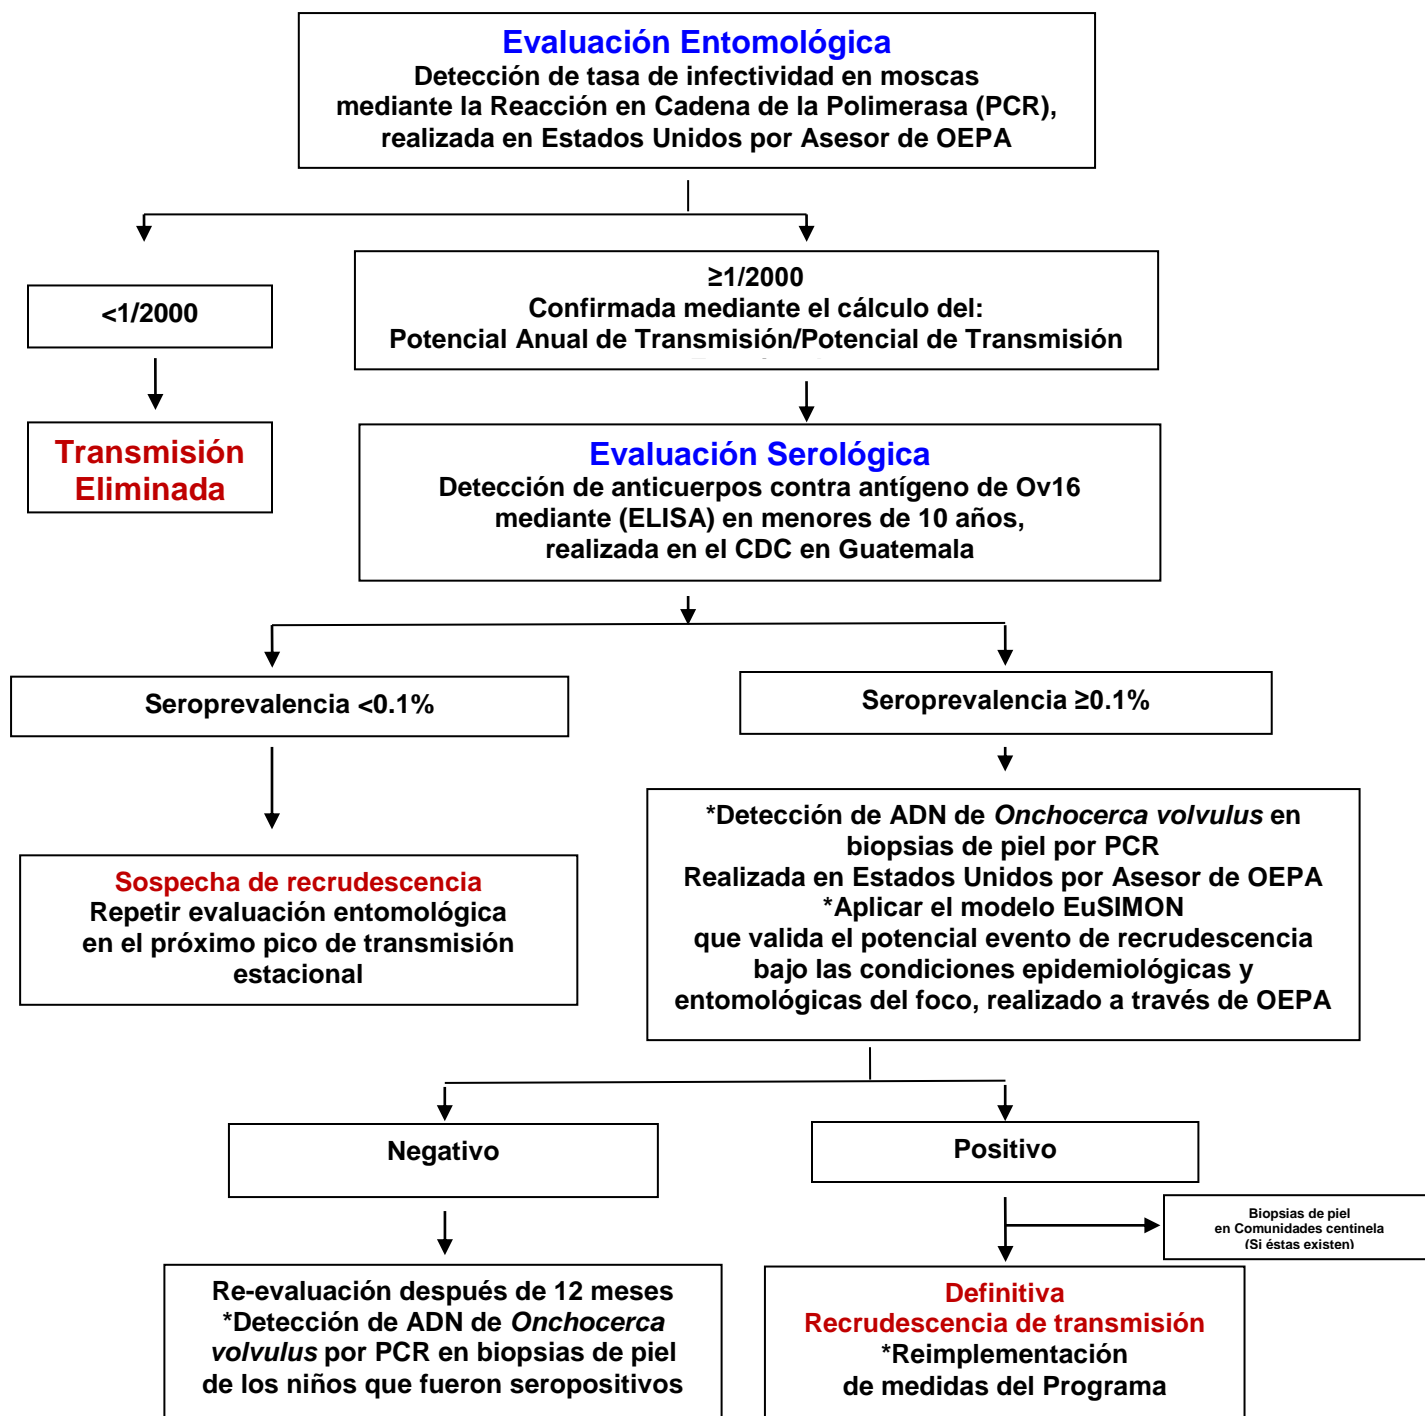 Evaluación Entomológica
Detección de tasa de infectividad en moscas
mediante la Reacción en Cadena de la Polimerasa (PCR),
realizada en Estados Unidos por Asesor de OEPA
<1/2000
≥1/2000
Confirmada mediante el cálculo del:
Potencial Anual de Transmisión/Potencial de Transmisión
Transmisión
Eliminada
Evaluación Serológica
Detección de anticuerpos contra antígeno de Ov16
mediante (ELISA) en menores de 10 años,
realizada en el CDC en Guatemala
Seroprevalencia <0.1%
Seroprevalencia ≥0.1%
Sospecha de recrudescencia
Repetir evaluación entomológica
en el próximo pico de transmisión
estacional
*Detección de ADN de Onchocerca volvulus en
biopsias de piel por PCR
Realizada en Estados Unidos por Asesor de OEPA
*Aplicar el modelo EuSIMON
que valida el potencial evento de recrudescencia
bajo las condiciones epidemiológicas y
entomológicas del foco, realizado a través de OEPA
Negativo
Positivo
Biopsias de piel
en Comunidades centinela
(Si éstas existen)
Re-evaluación después de 12 meses
*Detección de ADN de Onchocerca
volvulus por PCR en biopsias de piel
de los niños que fueron seropositivos
Definitiva
Recrudescencia de transmisión
*Reimplementación
de medidas del Programa